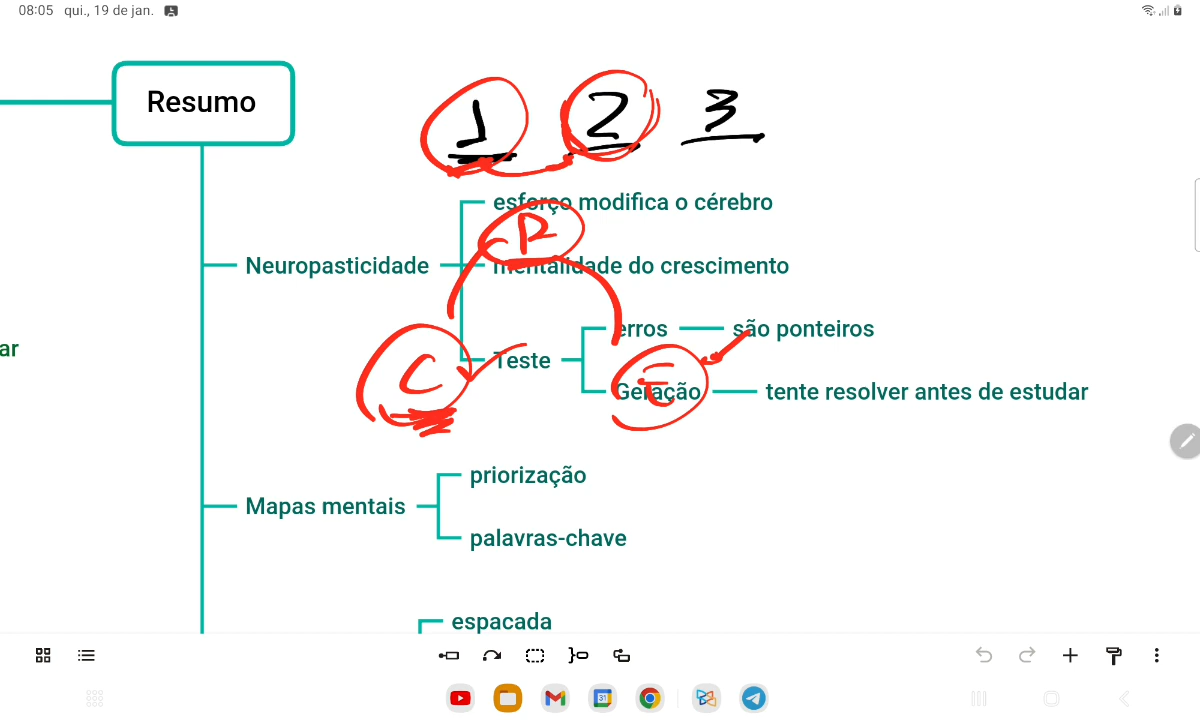 08:05 qui., 19 de jan.
Resumo
1 2 3
esforço modifica o cérebro
R
Neuropasticidade
mentalidade do crescimento
erros
são ponteiros
ar
Teste
C
E
Geração
tente resolver antes de estudar
priorização
Mapas mentais
palavras-chave
espacada
31